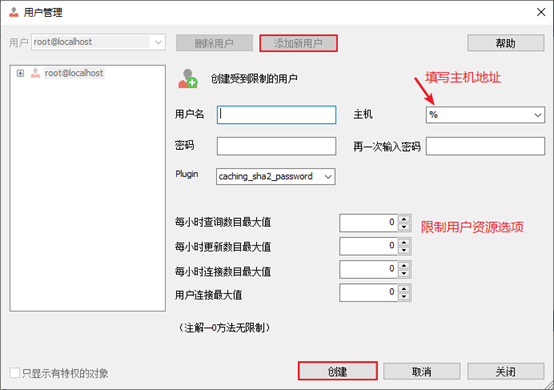 用户管理
用户 root@localhost 删除用户 添加新用户 帮助
root@localhost
创建受到限制的用户
填写主机地址
用户名 主机 %
密码 再一次输入密码
Plugin caching_sha2_password
每小时查询数目最大值 0
限制用户资源选项
每小时更新数目最大值 0
每小时连接数目最大值 0
用户连接最大值 0
（注解—0方法无限制）
只显示有特权的对象 创建 取消 关闭